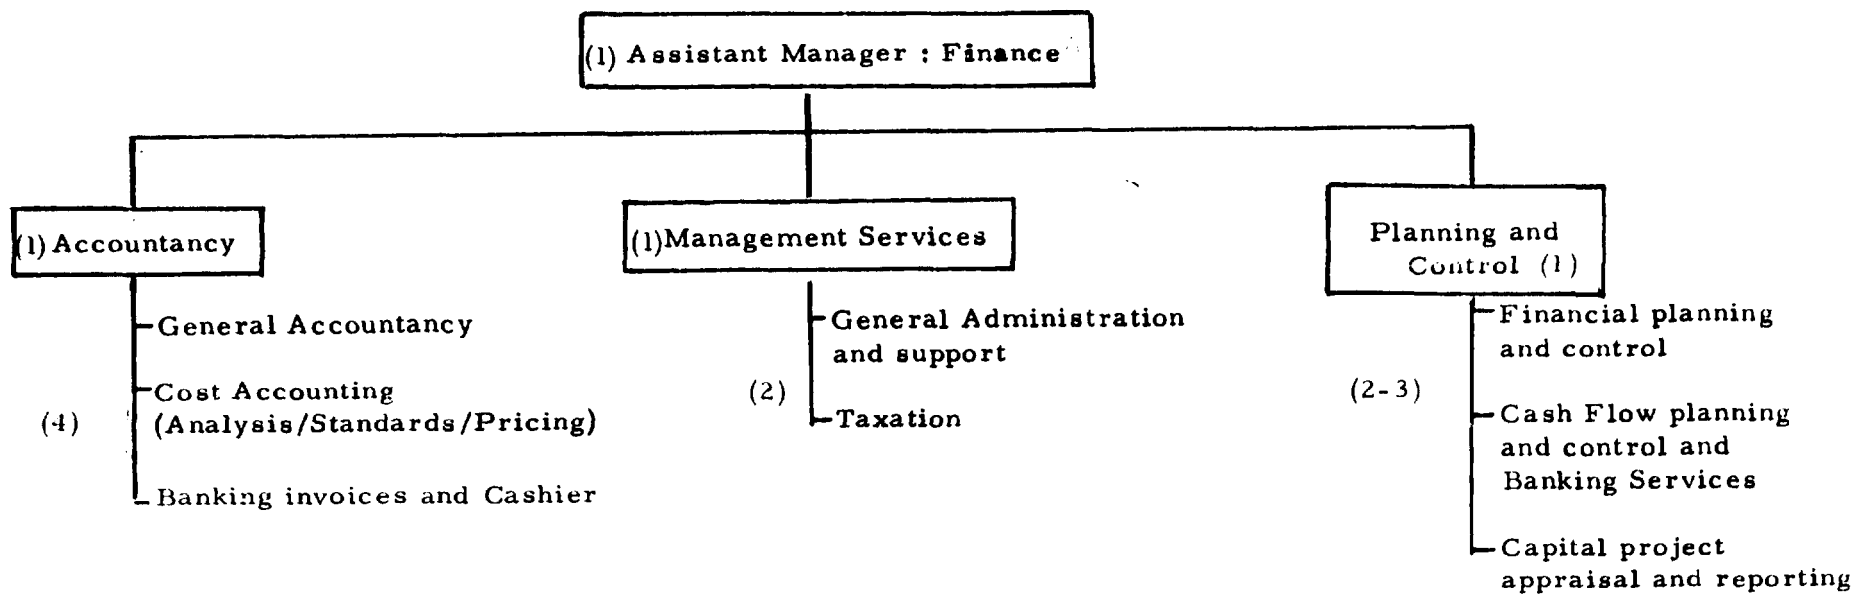 (1) Assistant Manager : Finance
(1) Accountancy
General Accountancy
Cost Accounting
(Analysis/Standards/Pricing)
(4)
Banking invoices and Cashier
(1) Management Services
General Administration
and support
(2)
Taxation
Planning and
Control (1)
Financial planning
and control
(2-3)
Cash Flow planning
and control and
Banking Services
Capital project
appraisal and reporting